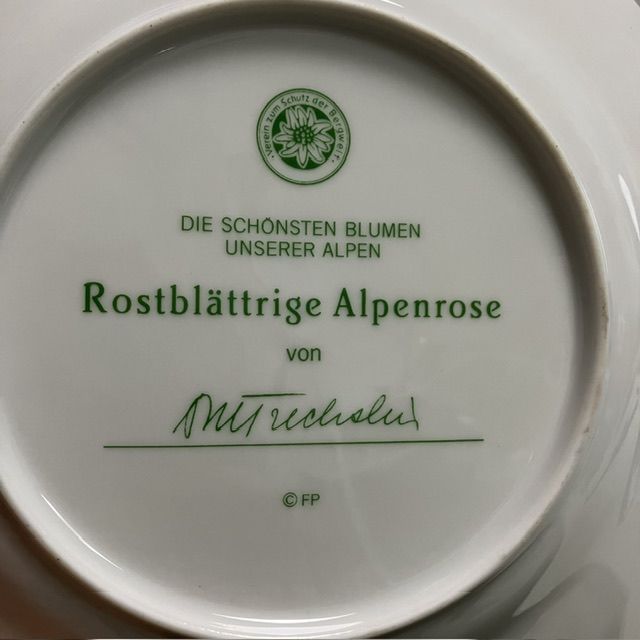 Verein zum Schutz der Bergwelt
DIE SCHÖNSTEN BLUMEN
UNSERER ALPEN
Rostblättrige Alpenrose
von
© FP